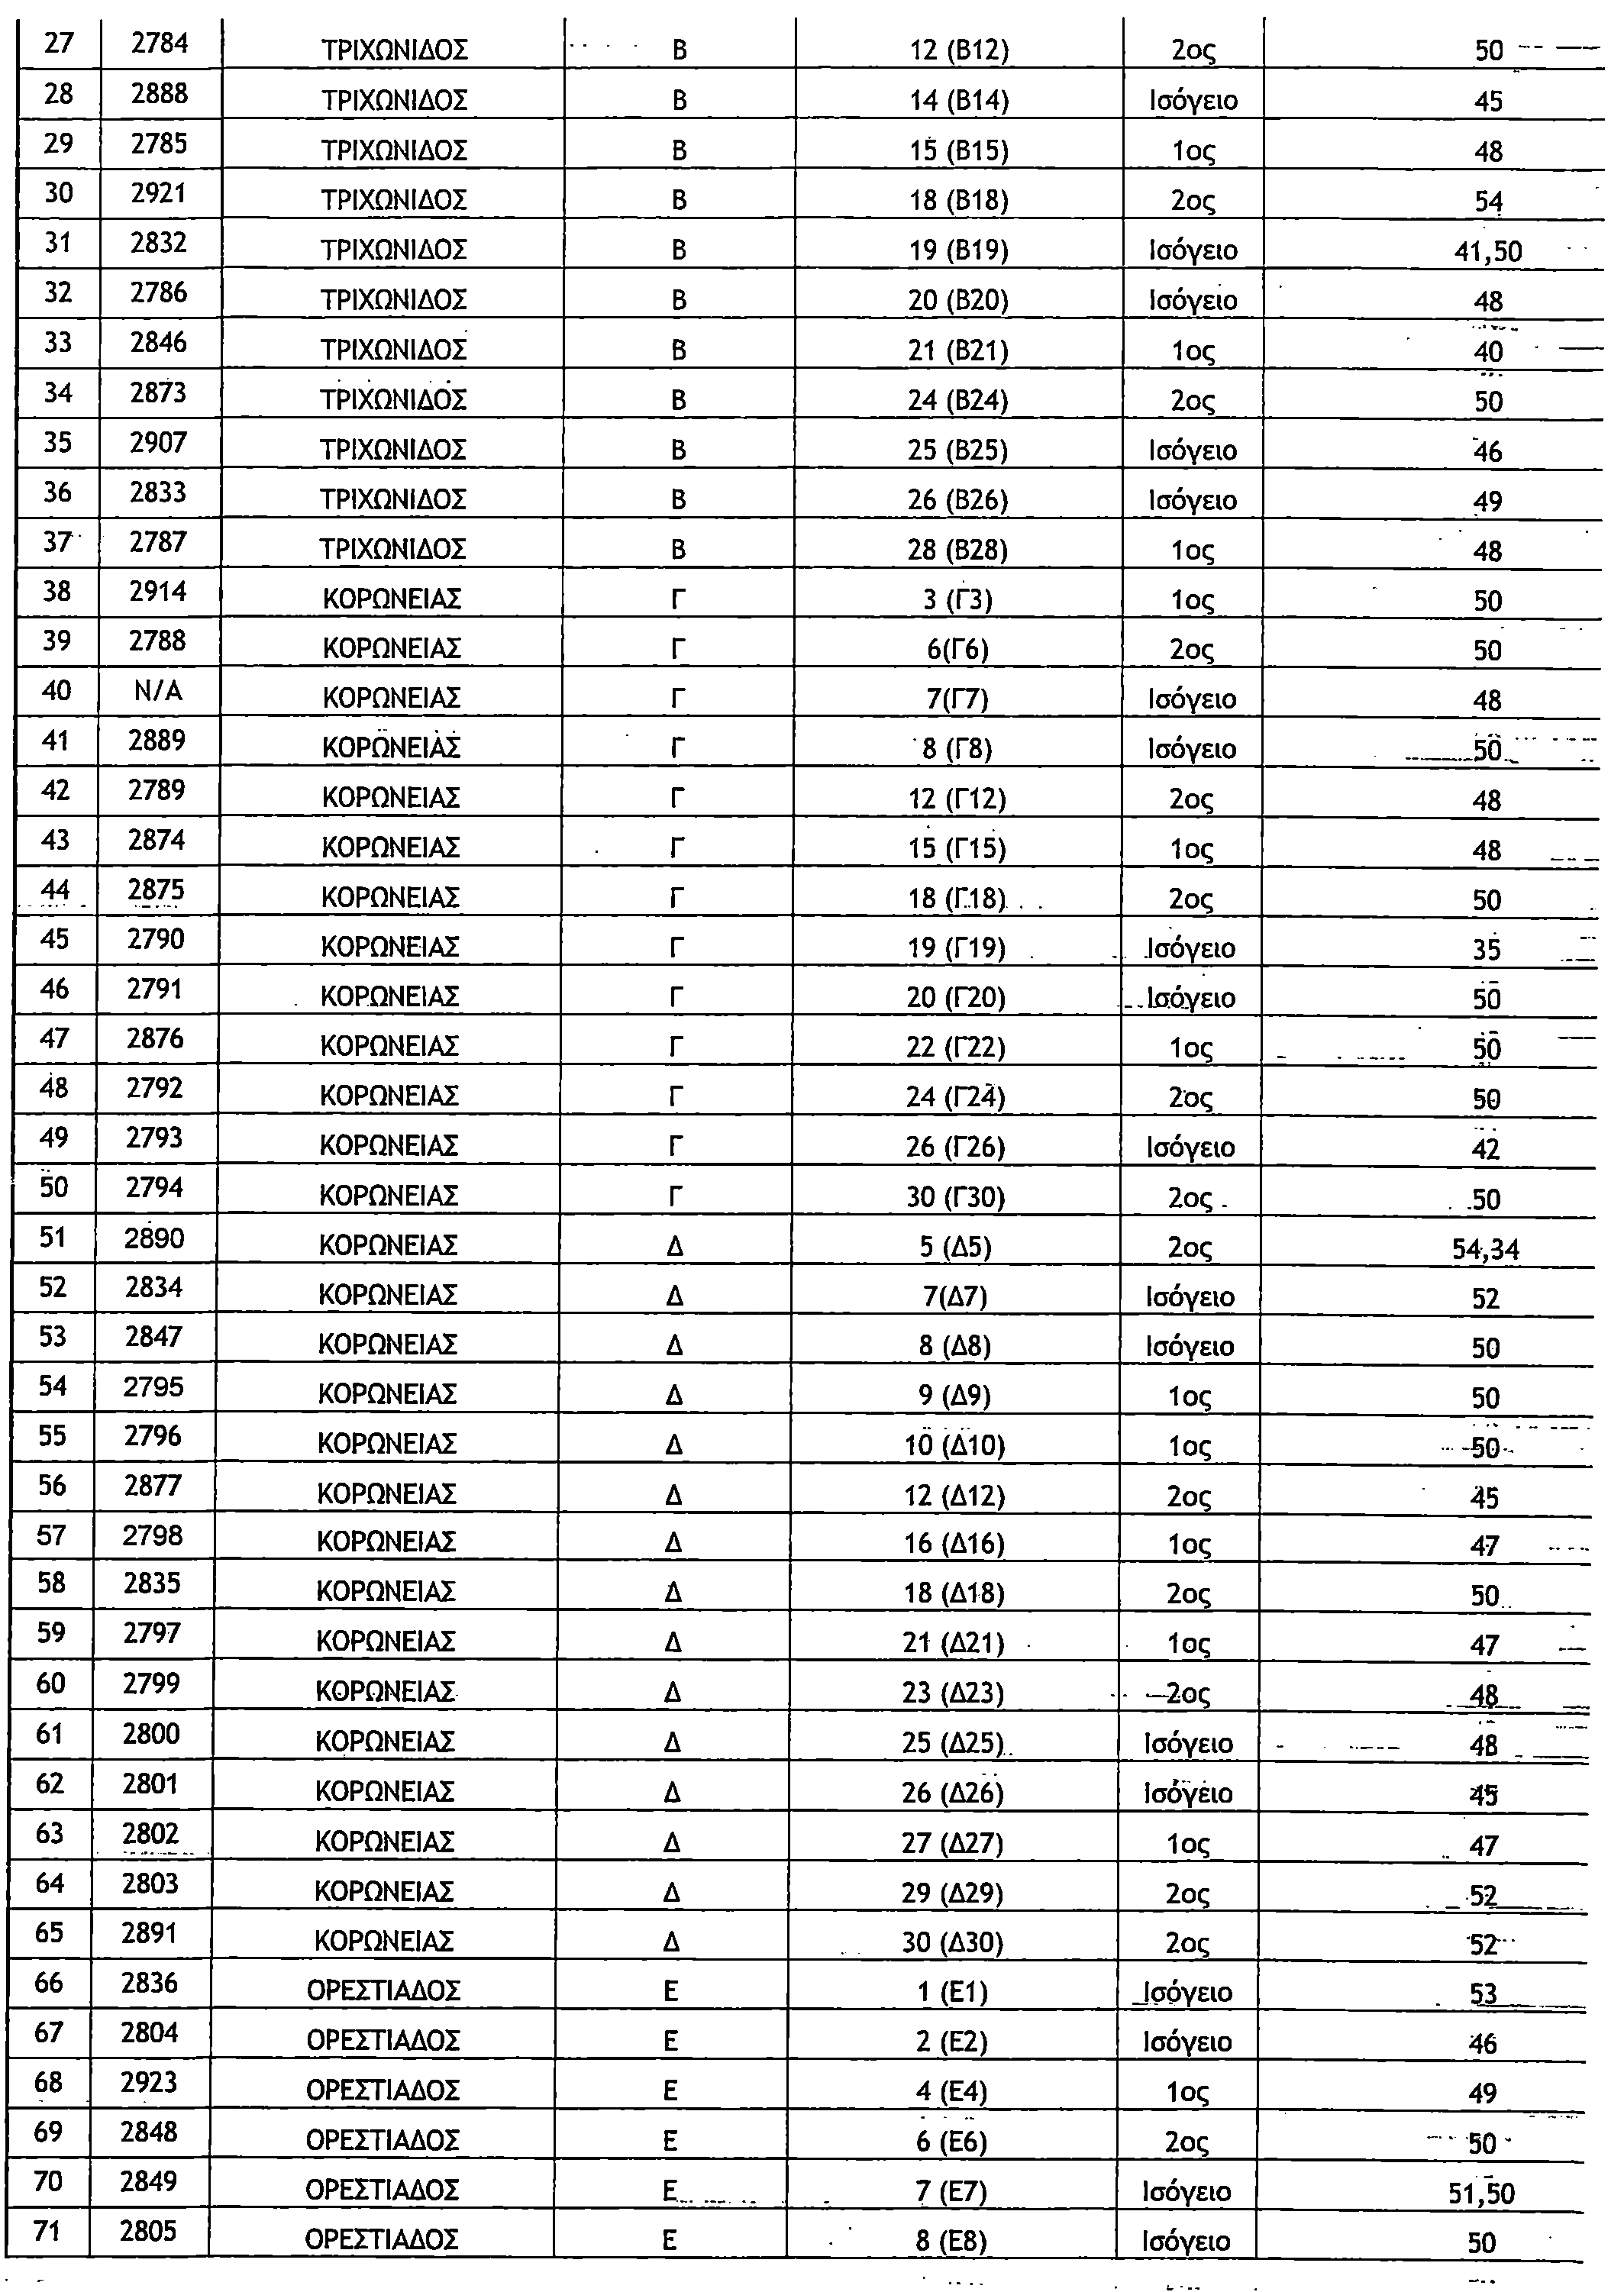 27 2784 ΤΡΙΧΩΝΙΔΟΣ Β 12 (Β12) 2ος 50
28 2888 ΤΡΙΧΩΝΙΔΟΣ Β 14 (Β14) Ισόγειο 45
29 2785 ΤΡΙΧΩΝΙΔΟΣ Β 15 (Β15) 1ος 48
30 2921 ΤΡΙΧΩΝΙΔΟΣ Β 18 (Β18) 2ος 54
31 2832 ΤΡΙΧΩΝΙΔΟΣ Β 19 (Β19) Ισόγειο 41,50
32 2786 ΤΡΙΧΩΝΙΔΟΣ Β 20 (Β20) Ισόγειο 48
33 2846 ΤΡΙΧΩΝΙΔΟΣ Β 21 (Β21) 1ος 40
34 2873 ΤΡΙΧΩΝΙΔΟΣ Β 24 (Β24) 2ος 50
35 2907 ΤΡΙΧΩΝΙΔΟΣ Β 25 (Β25) Ισόγειο 46
36 2833 ΤΡΙΧΩΝΙΔΟΣ Β 26 (Β26) Ισόγειο 49
37 2787 ΤΡΙΧΩΝΙΔΟΣ Β 28 (Β28) 1ος 48
38 2914 ΚΟΡΩΝΕΙΑΣ Γ 3 (Γ3) 1ος 50
39 2788 ΚΟΡΩΝΕΙΑΣ Γ 6(Γ6) 2ος 50
40 Ν/Α ΚΟΡΩΝΕΙΑΣ Γ 7(Γ7) Ισόγειο 48
41 2889 ΚΟΡΩΝΕΙΑΣ Γ 8 (Γ8) Ισόγειο 50
42 2789 ΚΟΡΩΝΕΙΑΣ Γ 12 (Γ12) 2ος 48
43 2874 ΚΟΡΩΝΕΙΑΣ Γ 15 (Γ15) 1ος 48
44 2875 ΚΟΡΩΝΕΙΑΣ Γ 18 (Γ18) 2ος 50
45 2790 ΚΟΡΩΝΕΙΑΣ Γ 19 (Γ19) Ισόγειο 35
46 2791 ΚΟΡΩΝΕΙΑΣ Γ 20 (Γ20) Ισόγειο 50
47 2876 ΚΟΡΩΝΕΙΑΣ Γ 22 (Γ22) 1ος 50
48 2792 ΚΟΡΩΝΕΙΑΣ Γ 24 (Γ24) 2ος 50
49 2793 ΚΟΡΩΝΕΙΑΣ Γ 26 (Γ26) Ισόγειο 42
50 2794 ΚΟΡΩΝΕΙΑΣ Γ 30 (Γ30) 2ος 50
51 2890 ΚΟΡΩΝΕΙΑΣ Δ 5 (Δ5) 2ος 54,34
52 2834 ΚΟΡΩΝΕΙΑΣ Δ 7(Δ7) Ισόγειο 52
53 2847 ΚΟΡΩΝΕΙΑΣ Δ 8 (Δ8) Ισόγειο 50
54 2795 ΚΟΡΩΝΕΙΑΣ Δ 9 (Δ9) 1ος 50
55 2796 ΚΟΡΩΝΕΙΑΣ Δ 10 (Δ10) 1ος 50
56 2877 ΚΟΡΩΝΕΙΑΣ Δ 12 (Δ12) 2ος 45
57 2798 ΚΟΡΩΝΕΙΑΣ Δ 16 (Δ16) 1ος 47
58 2835 ΚΟΡΩΝΕΙΑΣ Δ 18 (Δ18) 2ος 50
59 2797 ΚΟΡΩΝΕΙΑΣ Δ 21 (Δ21) 1ος 47
60 2799 ΚΟΡΩΝΕΙΑΣ Δ 23 (Δ23) 2ος 48
61 2800 ΚΟΡΩΝΕΙΑΣ Δ 25 (Δ25) Ισόγειο 48
62 2801 ΚΟΡΩΝΕΙΑΣ Δ 26 (Δ26) Ισόγειο 45
63 2802 ΚΟΡΩΝΕΙΑΣ Δ 27 (Δ27) 1ος 47
64 2803 ΚΟΡΩΝΕΙΑΣ Δ 29 (Δ29) 2ος 52
65 2891 ΚΟΡΩΝΕΙΑΣ Δ 30 (Δ30) 2ος 52
66 2836 ΟΡΕΣΤΙΑΔΟΣ Ε 1 (Ε1) Ισόγειο 53
67 2804 ΟΡΕΣΤΙΑΔΟΣ Ε 2 (Ε2) Ισόγειο 46
68 2923 ΟΡΕΣΤΙΑΔΟΣ Ε 4 (Ε4) 1ος 49
69 2848 ΟΡΕΣΤΙΑΔΟΣ Ε 6 (Ε6) 2ος 50
70 2849 ΟΡΕΣΤΙΑΔΟΣ Ε 7 (Ε7) Ισόγειο 51,50
71 2805 ΟΡΕΣΤΙΑΔΟΣ Ε 8 (Ε8) Ισόγειο 50